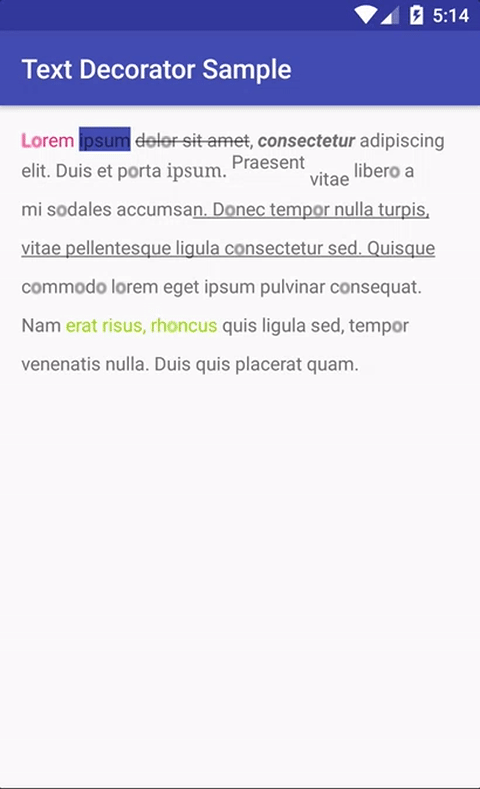 5:14
Text Decorator Sample
Lorem ipsum dolor sit amet, consectetur adipiscing
elit. Duis et porta ipsum. Praesent vitae libero a
mi sodales accumsan. Donec tempor nulla turpis,
vitae pellentesque ligula consectetur sed. Quisque
commodo lorem eget ipsum pulvinar consequat.
Nam erat risus, rhoncus quis ligula sed, tempor
venenatis nulla. Duis quis placerat quam.